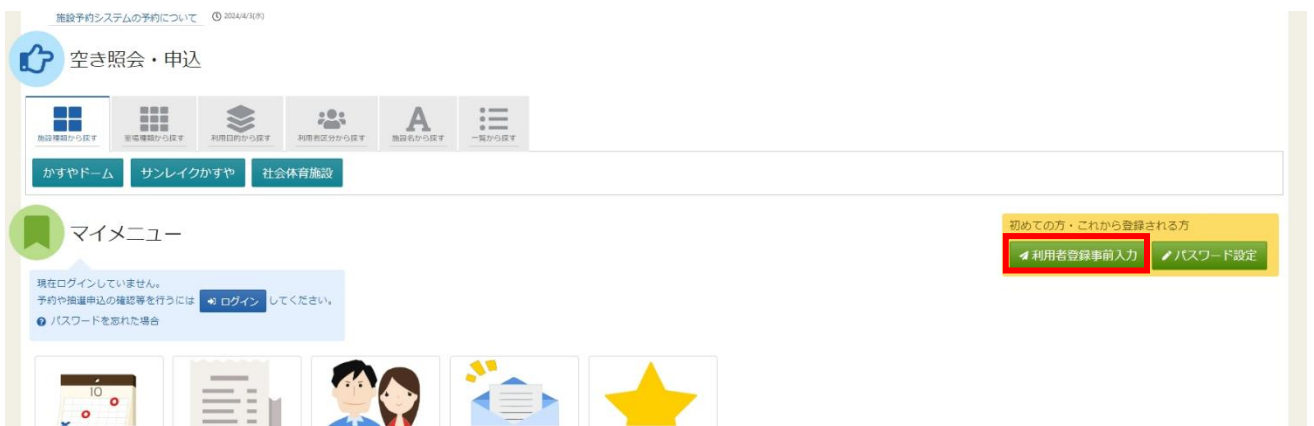 施設予約システムの予約について 2024/4/3(水)
空き照会・申込
施設種類から探す 室場種類から探す 利用目的から探す 利用者区分から探す 施設名から探す 一覧から探す
かすやドーム サンレイクかすや 社会体育施設
マイメニュー
初めての方・これから登録される方
利用者登録事前入力 パスワード設定
現在ログインしていません。
予約や抽選申込の確認等を行うには ログイン してください。
パスワードを忘れた場合
10